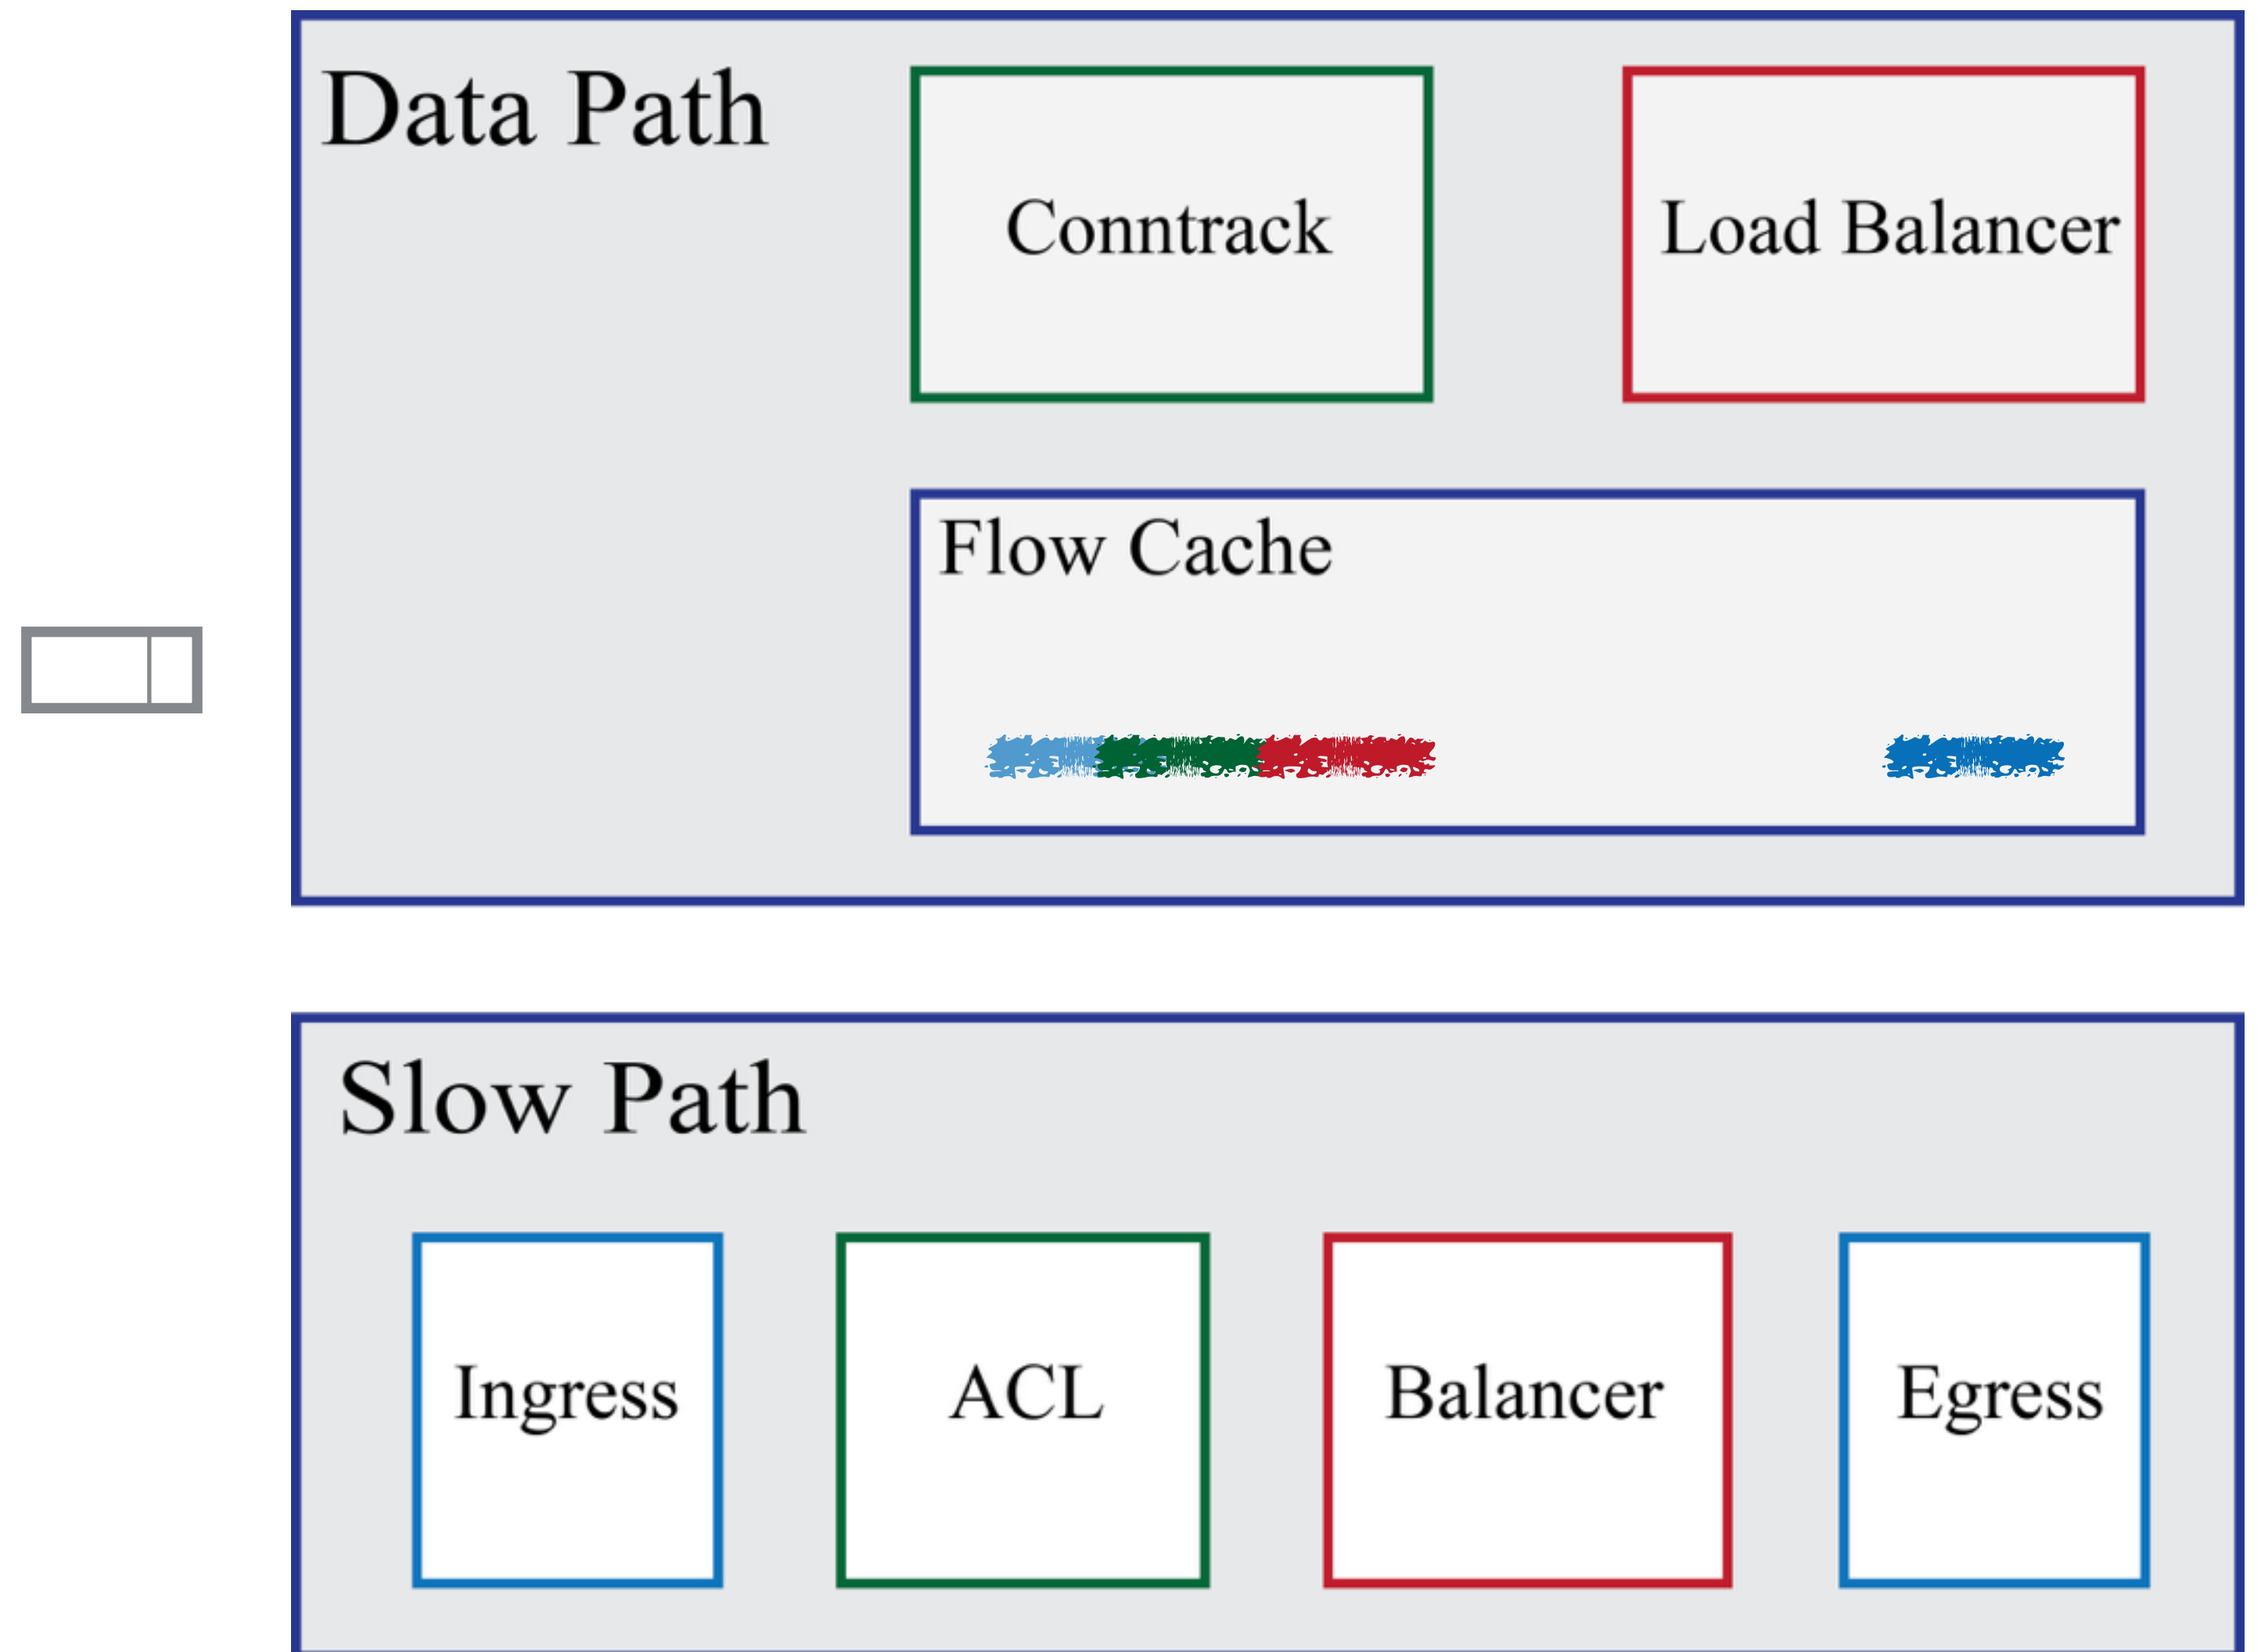 Data Path
Conntrack
Load Balancer
Flow Cache
Slow Path
Ingress
ACL
Balancer
Egress